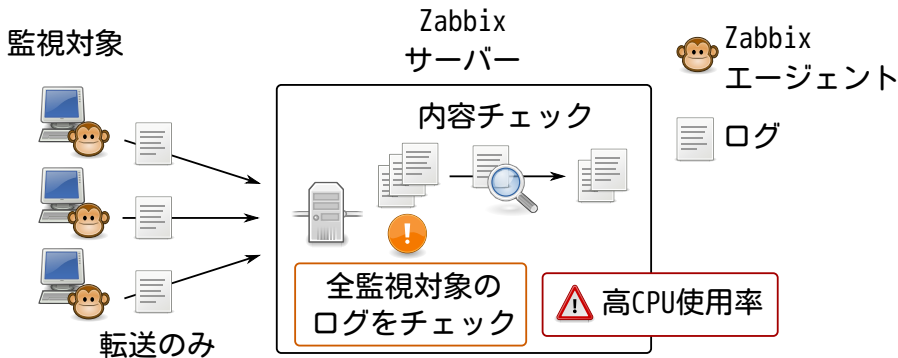 監視対象
Zabbix
サーバー
Zabbix
エージェント
ログ
内容チェック
全監視対象の
ログをチェック
高CPU使用率
転送のみ